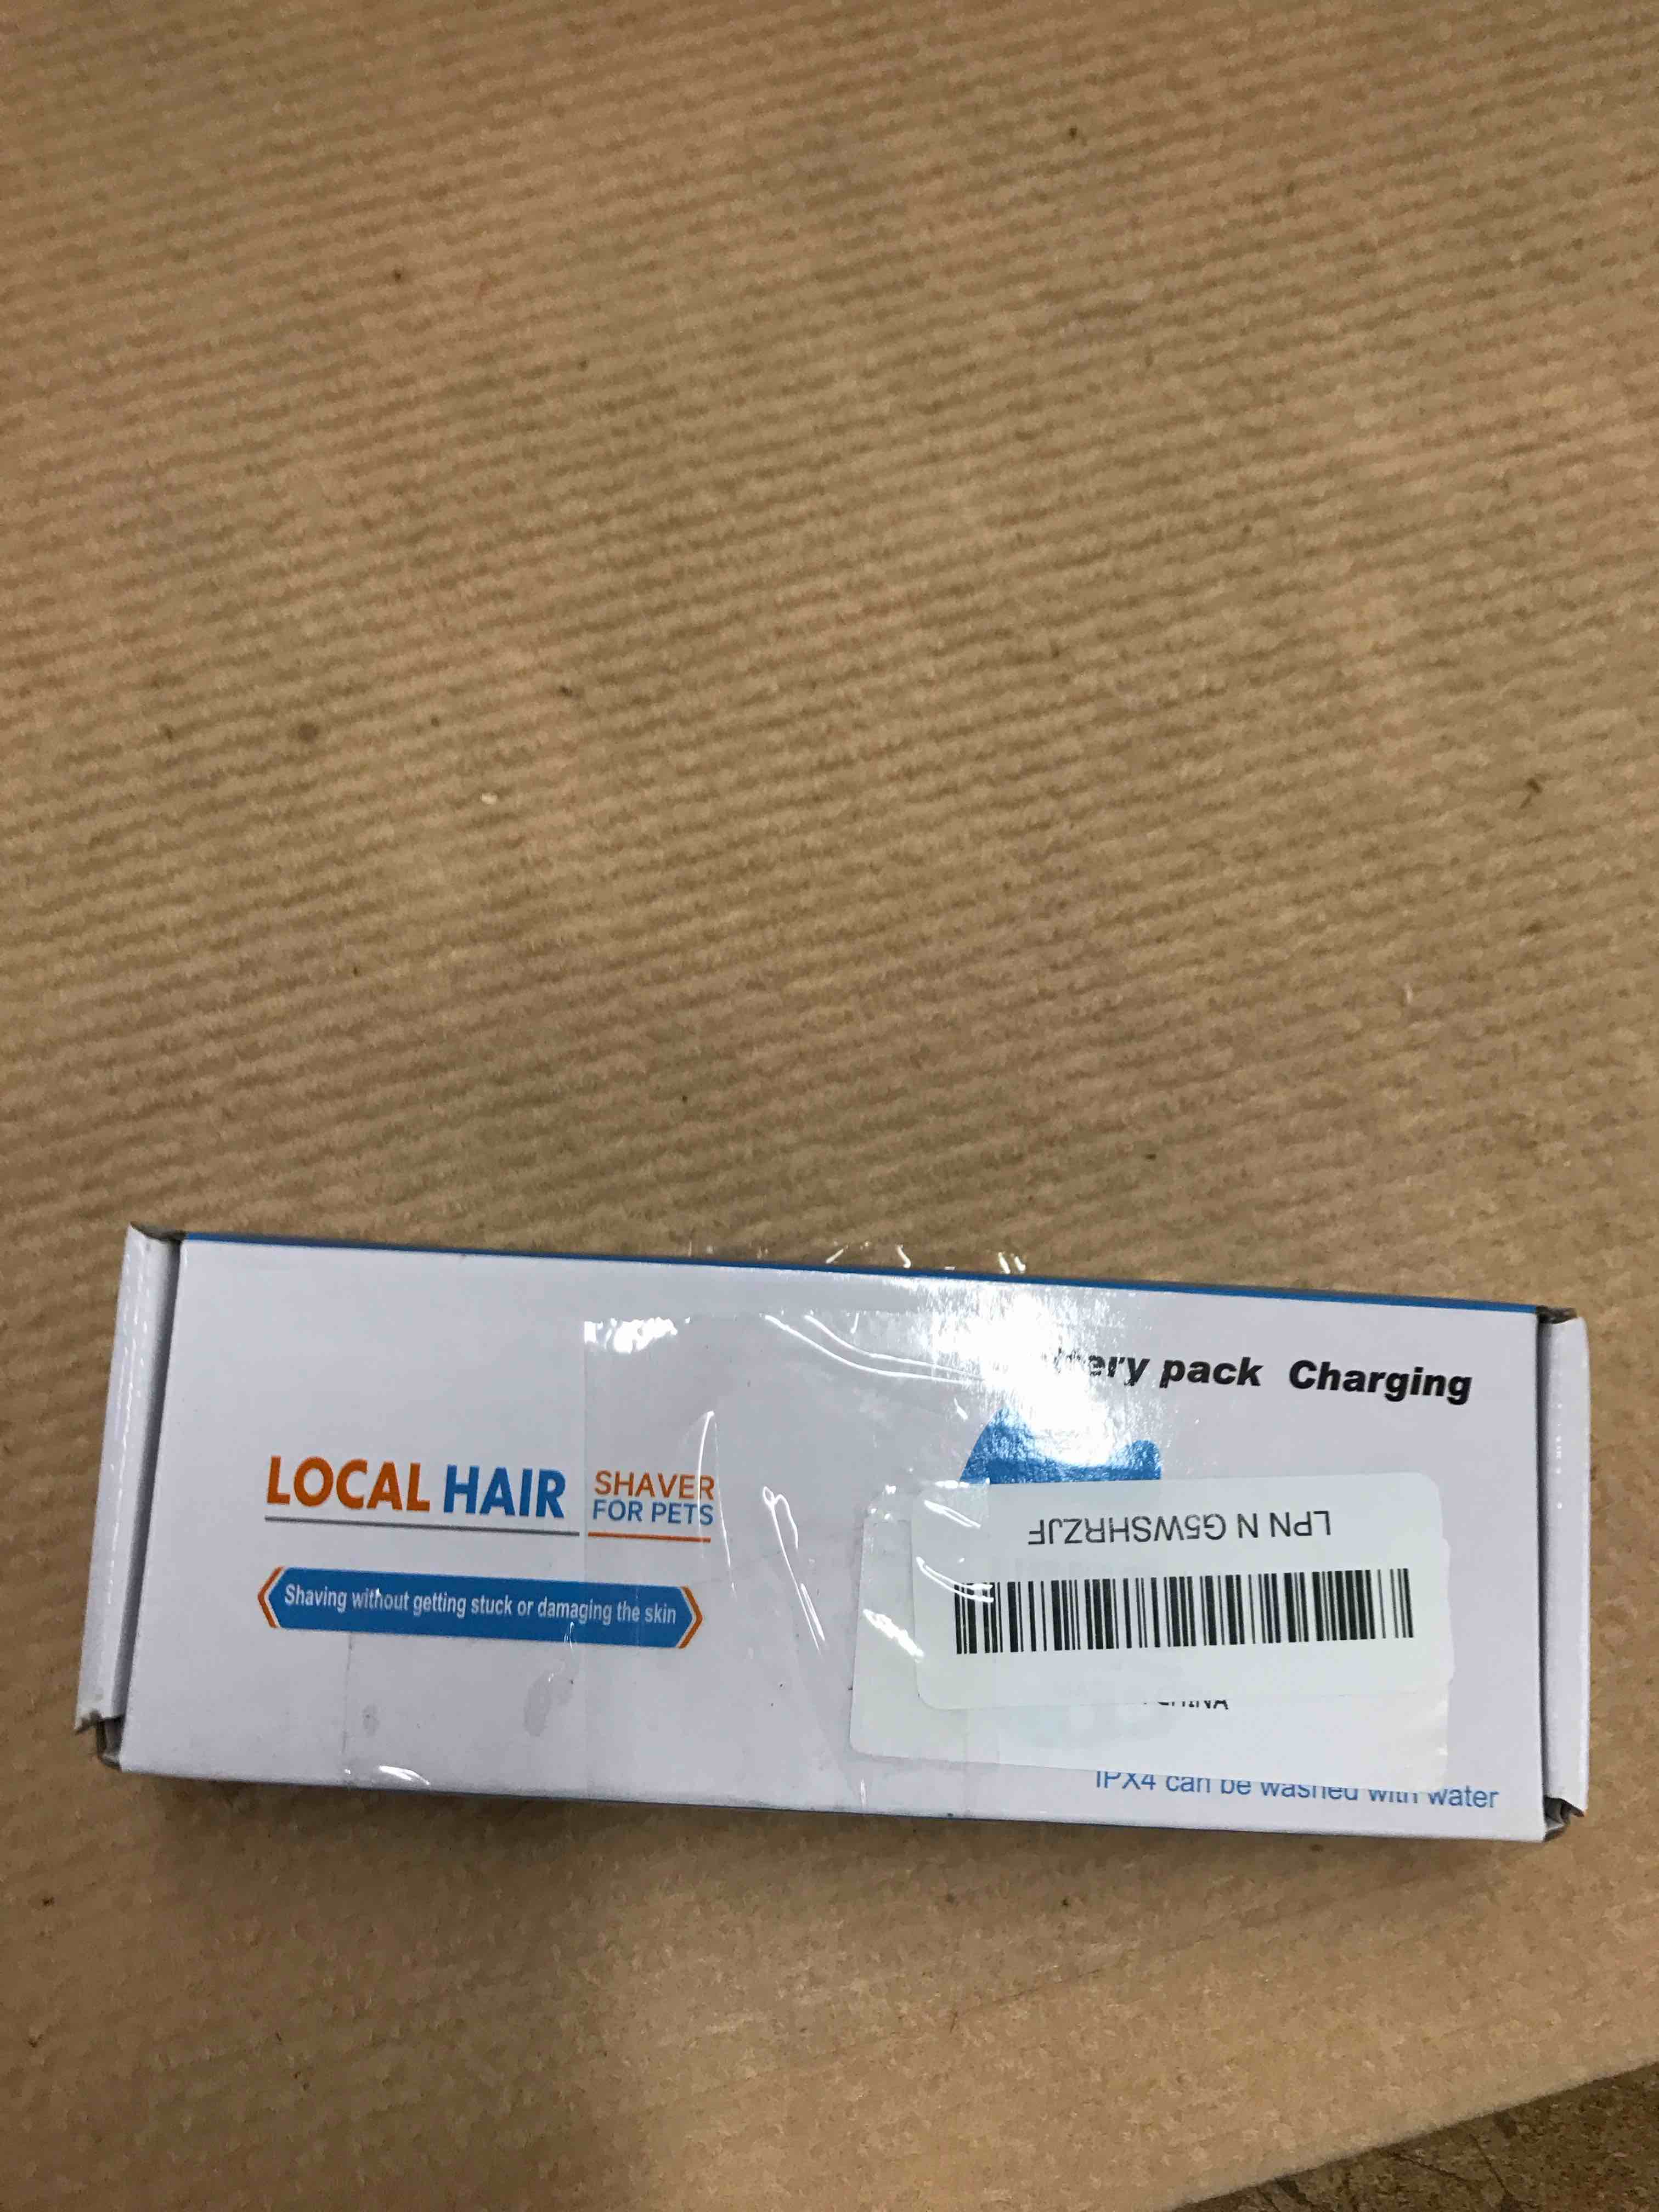 pack Charging
LOCAL HAIR SHAVER
FOR PETS
Shaving without getting stuck or damaging the skin
LPN N G5WSHRZJF
IPX4 can be washed with water